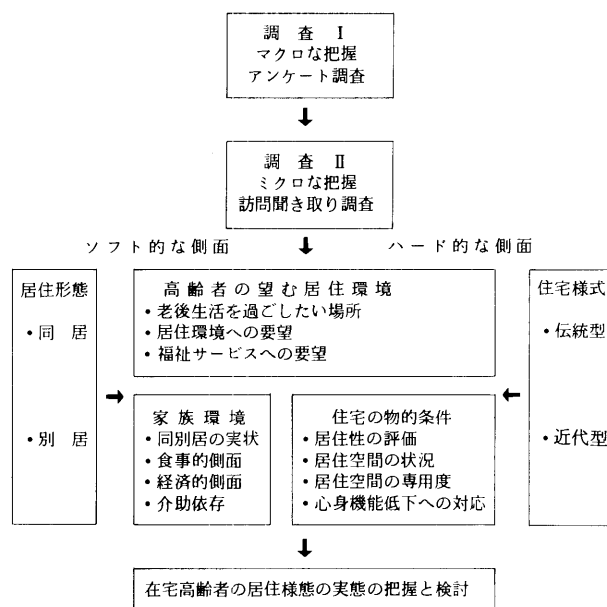 調査Ⅰ
マクロな把握
アンケート調査
調査Ⅱ
ミクロな把握
訪問聞き取り調査
ソフト的な側面
ハード的な側面
居住形態
・同居
・別居
高齢者の望む居住環境
・老後生活を過ごしたい場所
・居住環境への要望
・福祉サービスへの要望
家族環境
・同別居の実状
・食事的側面
・経済的側面
・介助依存
住宅の物的条件
・居住性の評価
・居住空間の状況
・居住空間の専用度
・心身機能低下への対応
住宅様式
・伝統型
・近代型
在宅高齢者の居住様態の実態の把握と検討